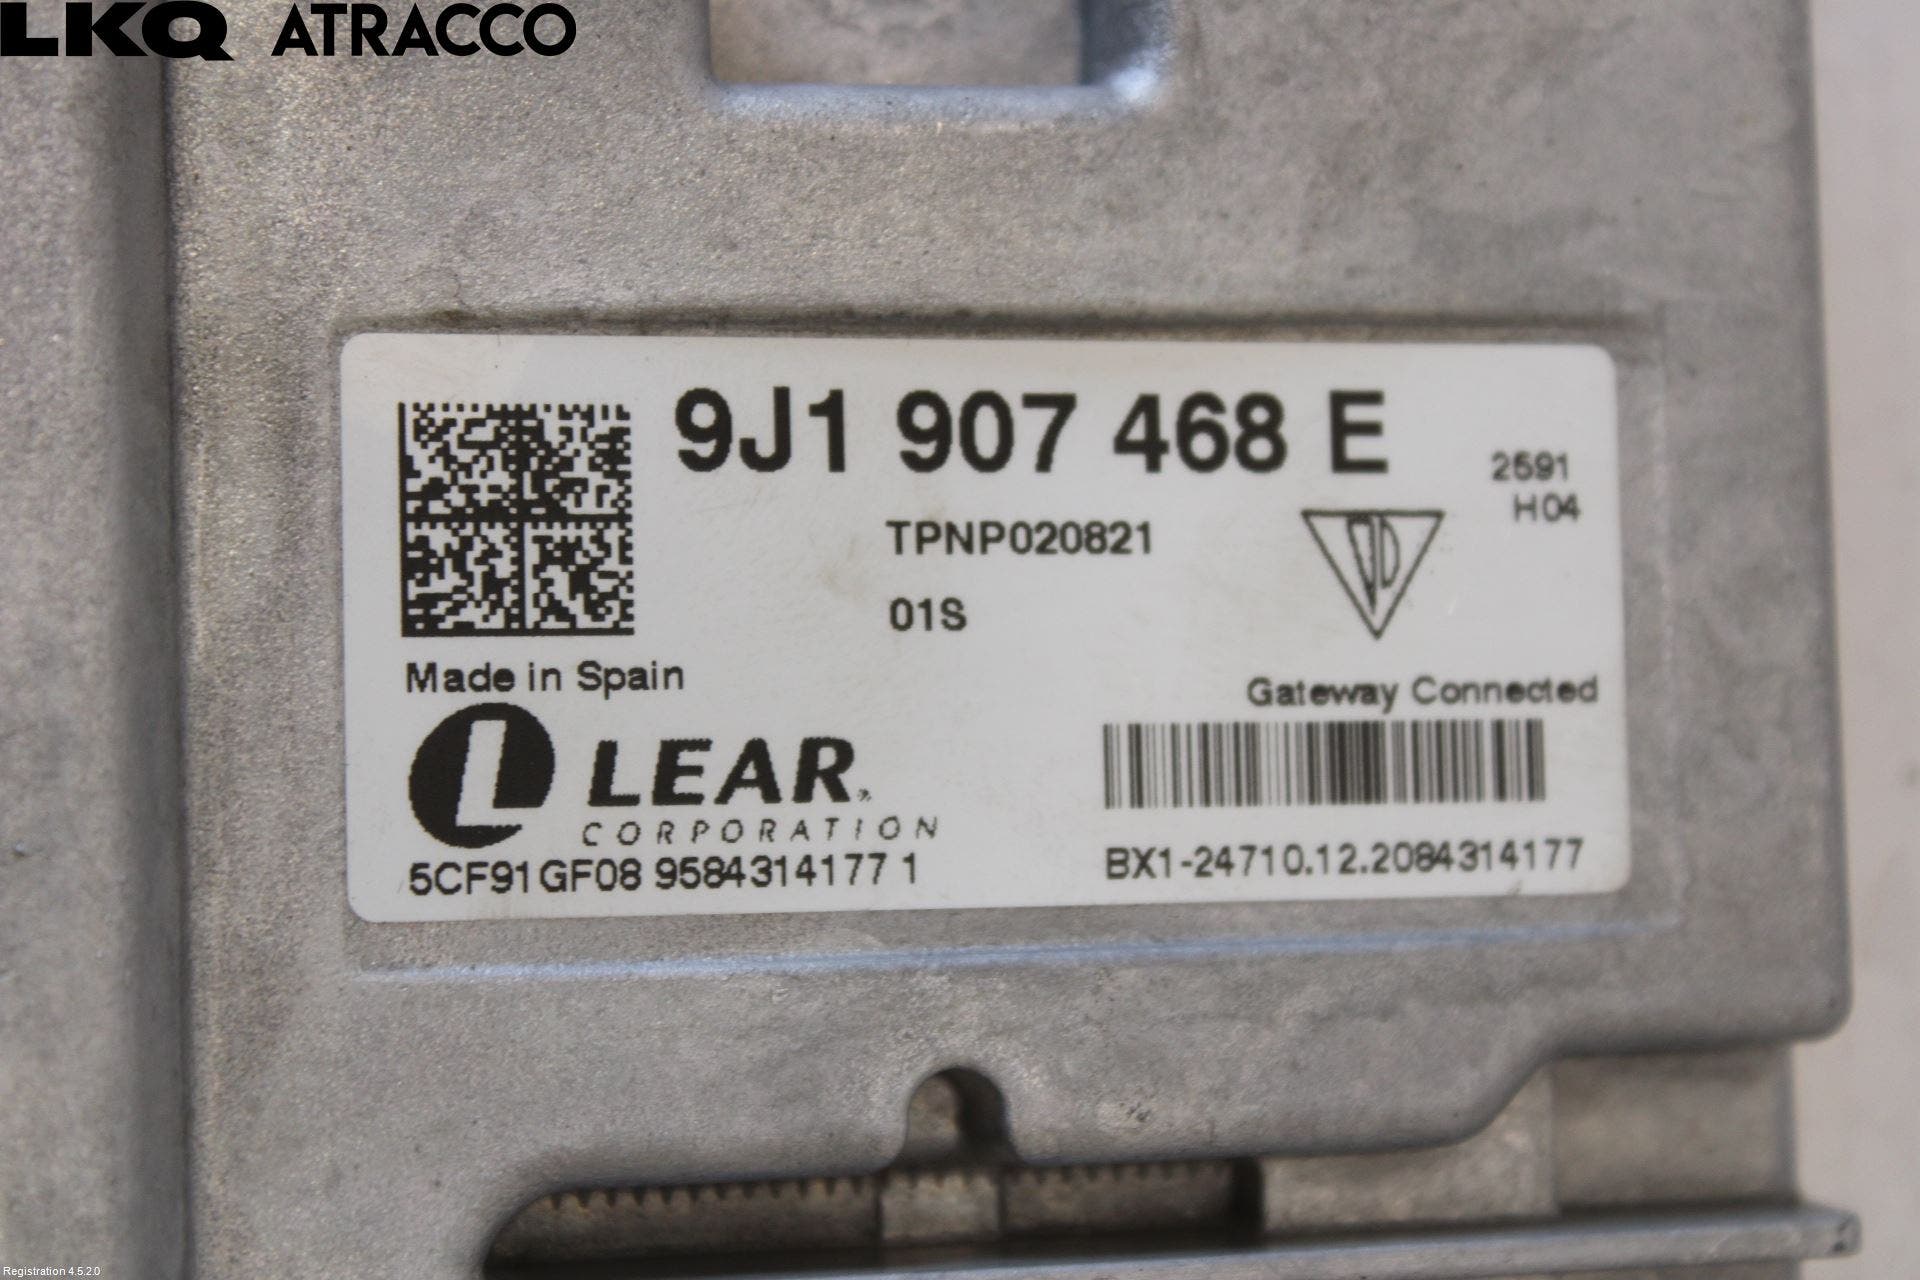 LKQ ATRACCO
9J1 907 468 E
2591
H04
TPNP020821
01S
Made in Spain
Gateway Connected
L LEAR
CORPORATION
5CF91GF08 9584314177 1
BX1-24710.12.2084314177
Registration 4.5.2.0